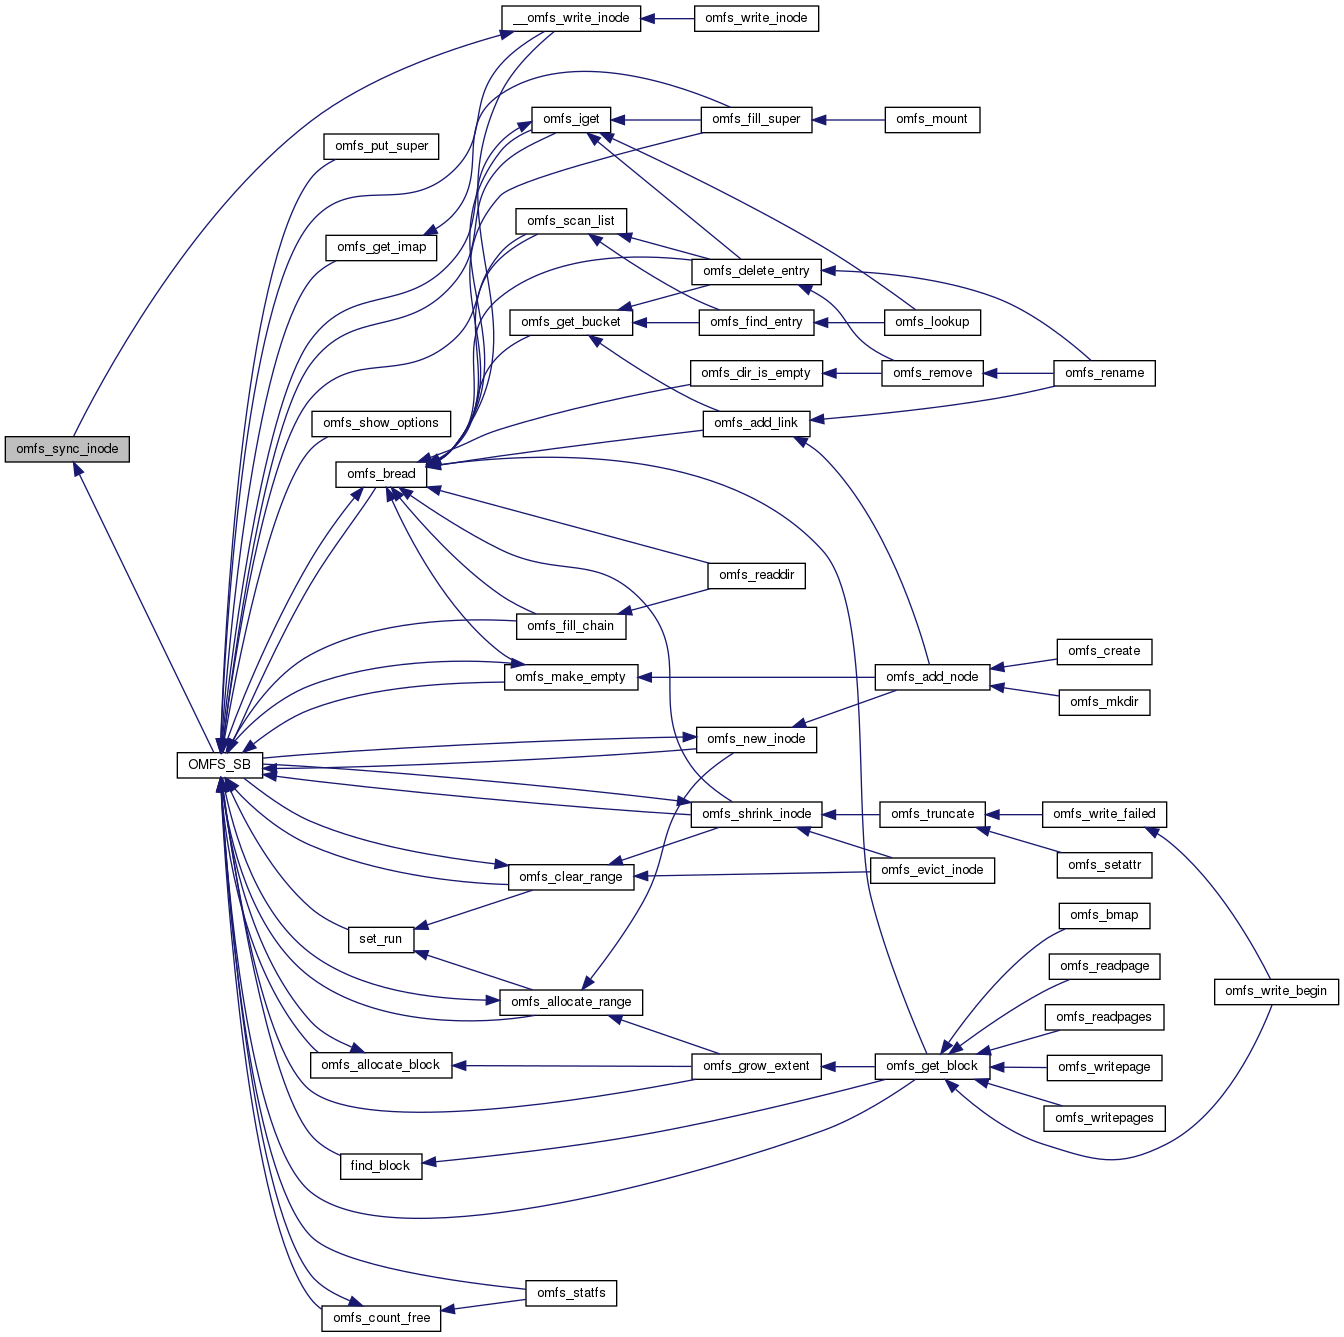 __omfs_write_inode
omfs_write_inode
omfs_iget
omfs_fill_super
omfs_mount
omfs_put_super
omfs_scan_list
omfs_get_imap
omfs_delete_entry
omfs_get_bucket
omfs_find_entry
omfs_lookup
omfs_dir_is_empty
omfs_remove
omfs_rename
omfs_show_options
omfs_add_link
omfs_sync_inode
omfs_bread
omfs_readdir
omfs_fill_chain
omfs_create
omfs_make_empty
omfs_add_node
omfs_mkdir
omfs_new_inode
OMFS_SB
omfs_shrink_inode
omfs_truncate
omfs_write_failed
omfs_setattr
omfs_clear_range
omfs_evict_inode
omfs_bmap
set_run
omfs_readpage
omfs_write_begin
omfs_allocate_range
omfs_readpages
omfs_allocate_block
omfs_grow_extent
omfs_get_block
omfs_writepage
omfs_writepages
find_block
omfs_statfs
omfs_count_free